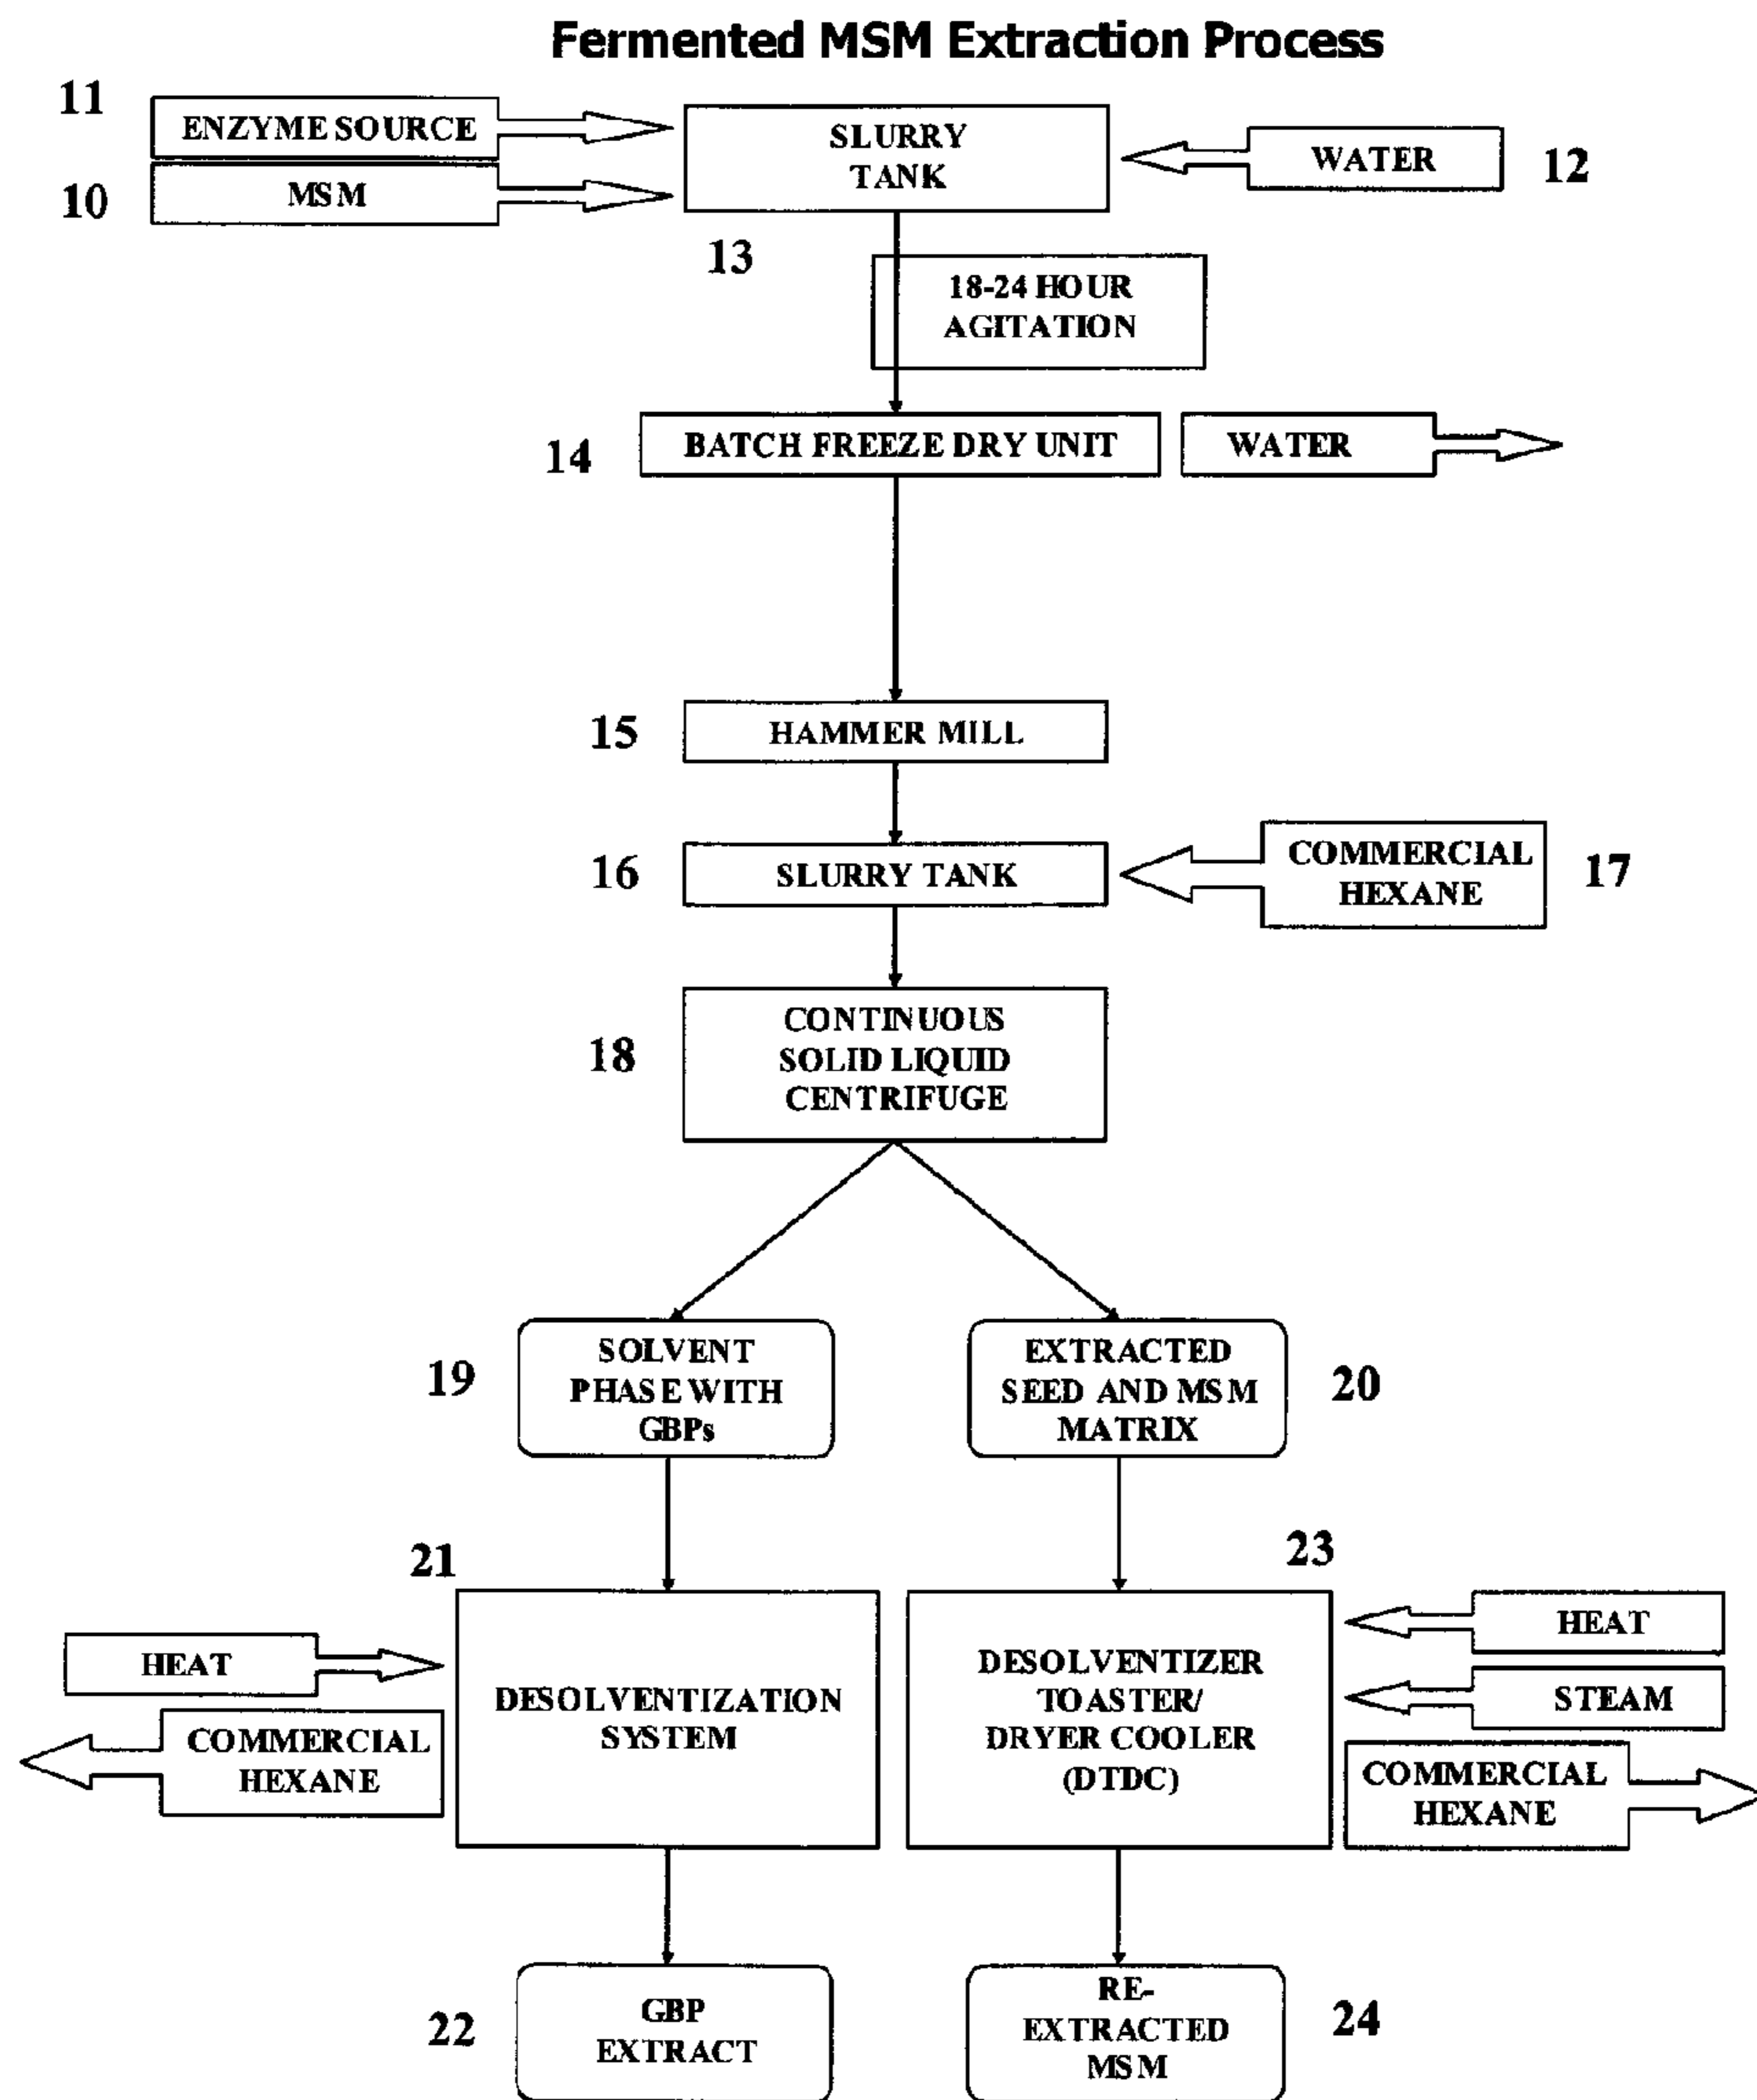 Fermented MSM Extraction Process
11
ENZYME SOURCE
SLURRY
TANK
WATER
12
10
MSM
13
18-24 HOUR
AGITATION
14
BATCH FREEZE DRY UNIT
WATER
15
HAMMER MILL
16
SLURRY TANK
COMMERCIAL
HEXANE
17
18
CONTINUOUS
SOLID LIQUID
CENTRIFUGE
19
SOLVENT
PHASE WITH
GBPs
EXTRACTED
SEED AND MSM
MATRIX
20
21
23
HEAT
COMMERCIAL
HEXANE
DESOLVENTIZATION
SYSTEM
DESOLVENTIZER
TOASTER/
DRYER COOLER
(DTDC)
HEAT
STEAM
COMMERCIAL
HEXANE
22
GBP
EXTRACT
RE-
EXTRACTED
MSM
24